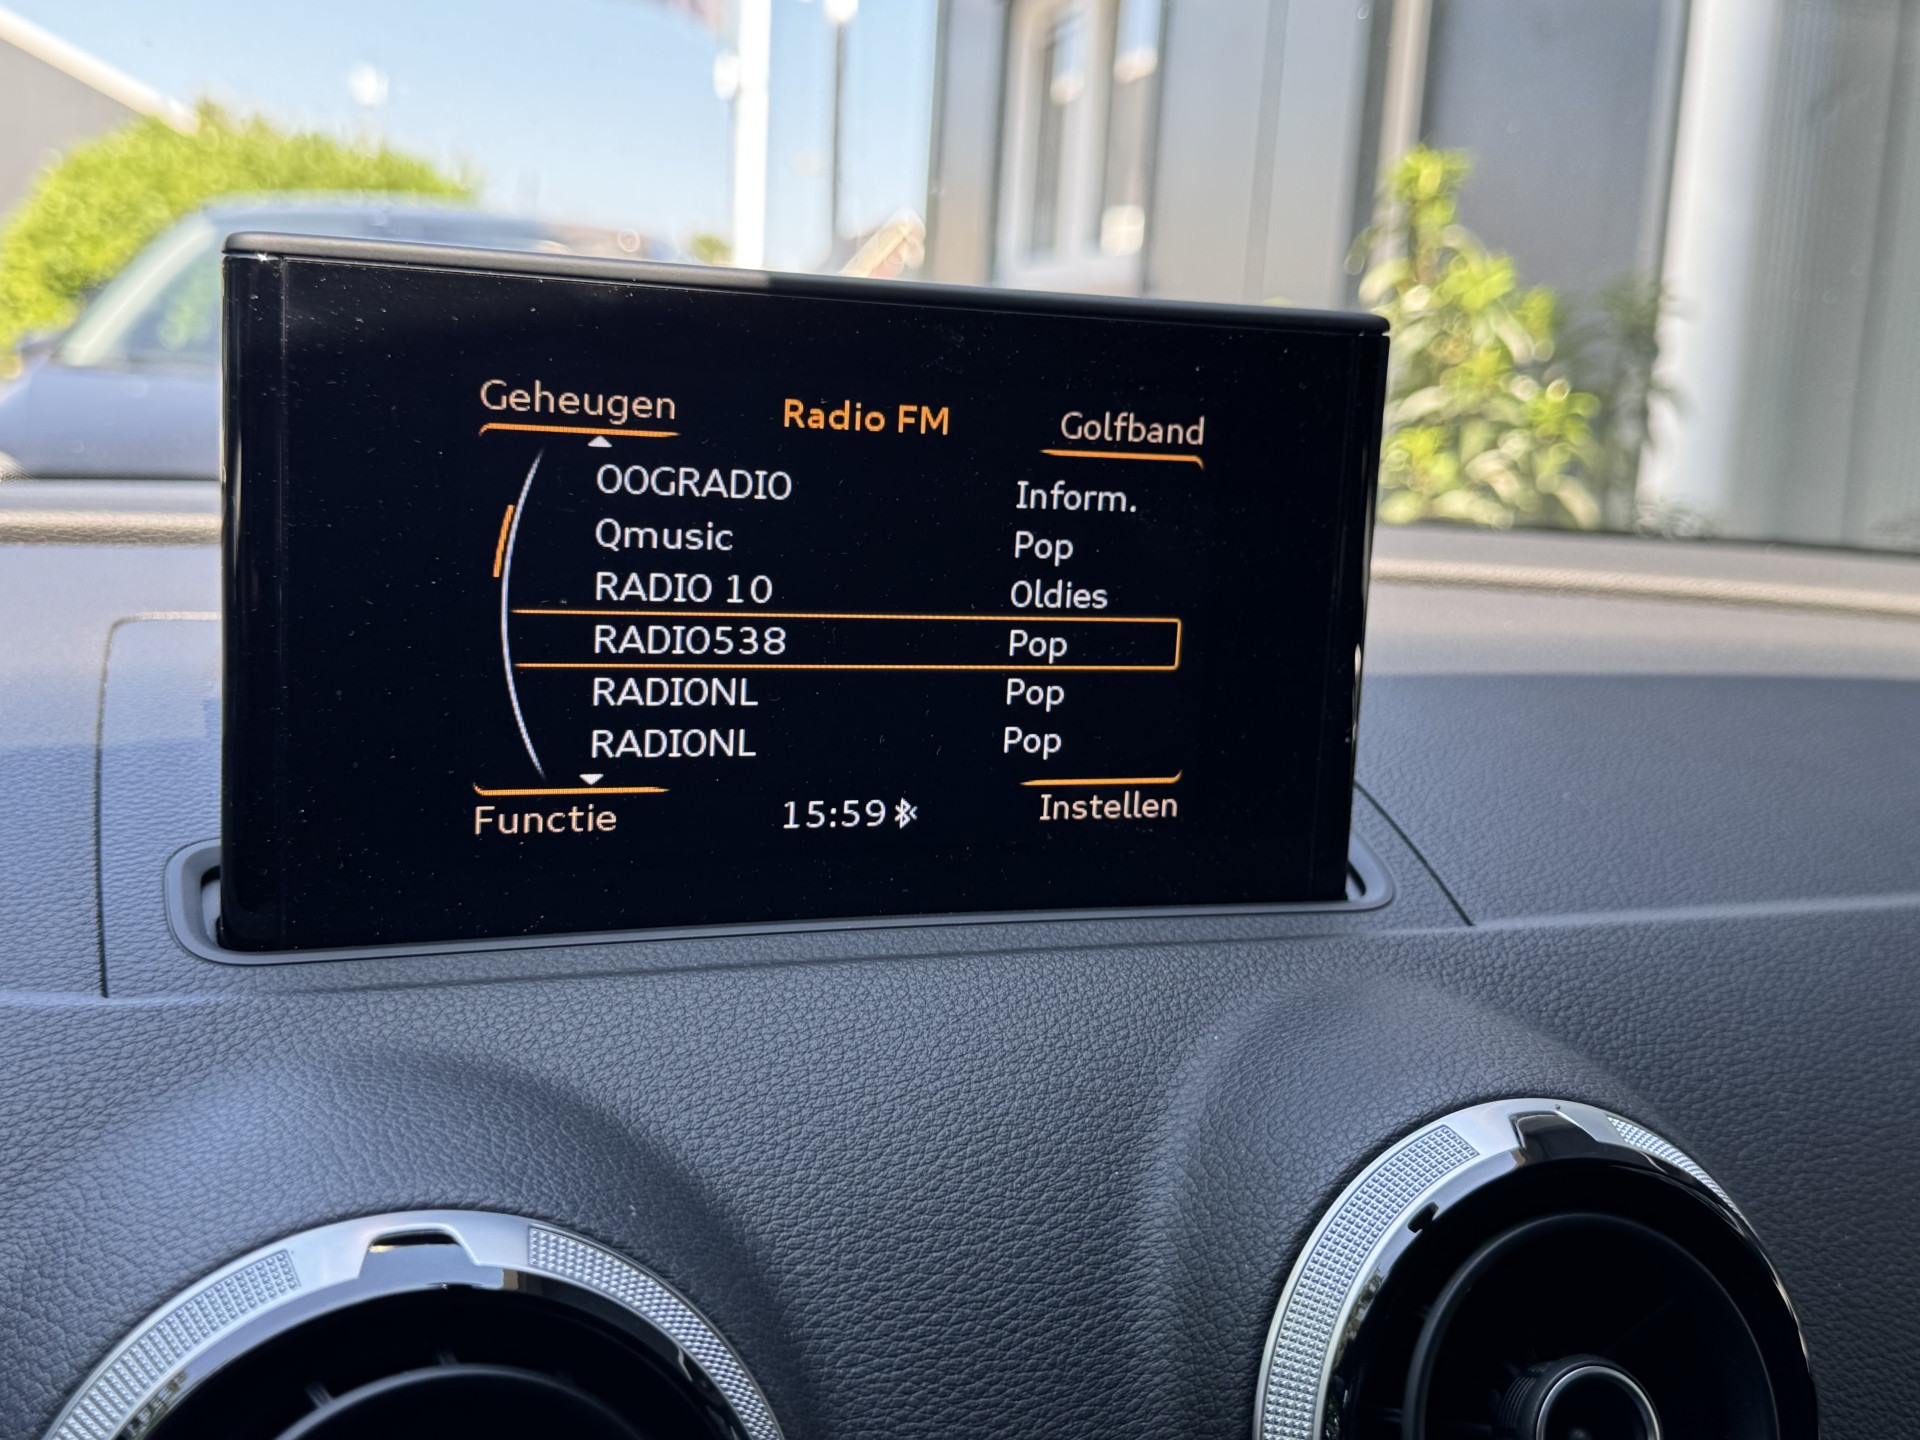 Geheugen Radio FM Golfband
OOGRADIO Inform.
Qmusic Pop
RADIO 10 Oldies
RADIO538 Pop
RADIONL Pop
RADIONL Pop
Functie 15:59 Instellen